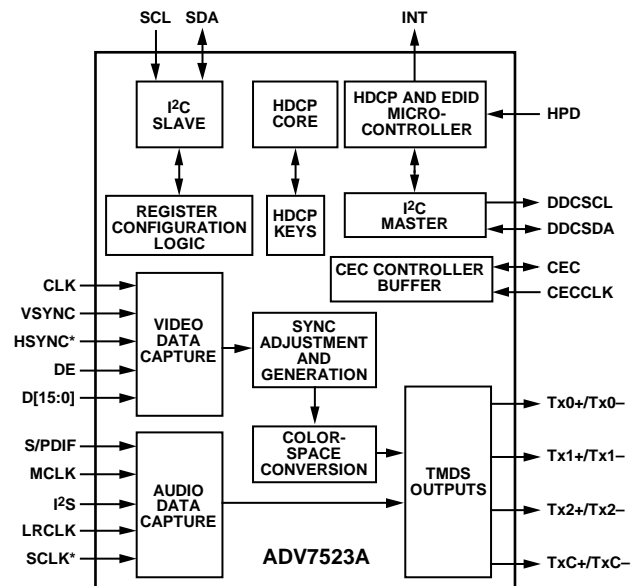 SCL SDA INT
I²C
SLAVE
HDCP
CORE
HDCP AND EDID
MICRO-
CONTROLLER
HPD
REGISTER
CONFIGURATION
LOGIC
HDCP
KEYS
I²C
MASTER
DDCSCL
DDCSDA
CEC CONTROLLER
BUFFER
CEC
CECCLK
CLK
VSYNC
HSYNC*
DE
D[15:0]
VIDEO
DATA
CAPTURE
SYNC
ADJUSTMENT
AND
GENERATION
COLOR-
SPACE
CONVERSION
TMDS
OUTPUTS
Tx0+/Tx0–
Tx1+/Tx1–
Tx2+/Tx2–
TxC+/TxC–
S/PDIF
MCLK
I²S
LRCLK
SCLK*
AUDIO
DATA
CAPTURE
ADV7523A